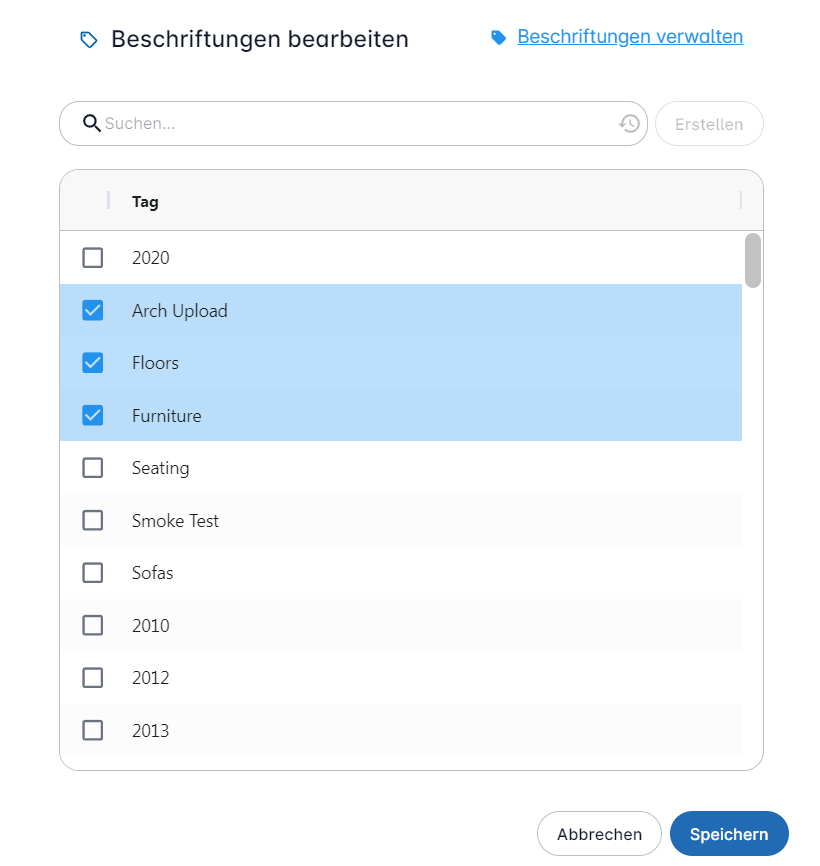 Beschriftungen bearbeiten
Beschriftungen verwalten
Suchen...
Erstellen
Tag
2020
Arch Upload
Floors
Furniture
Seating
Smoke Test
Sofas
2010
2012
2013
Abbrechen
Speichern